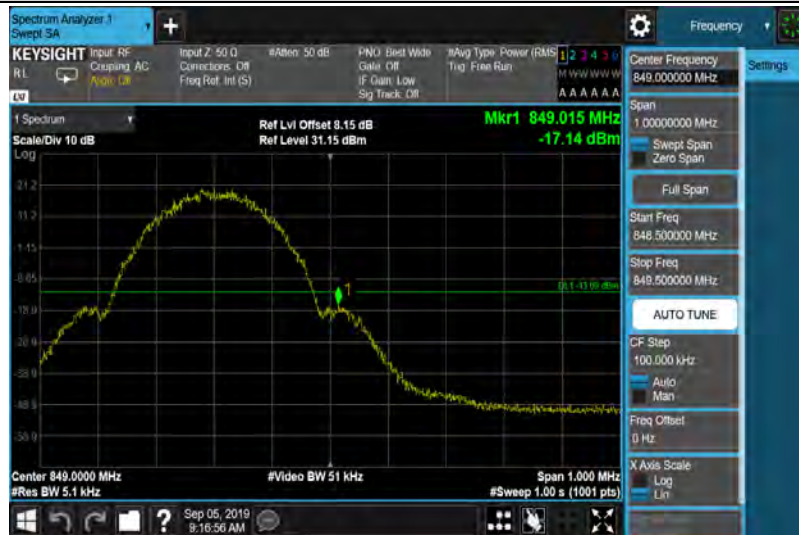 Spectrum Analyzer 1
Swept SA
+
Frequency
KEYSIGHT
RL
LXI
Input: RF
Coupling: AC
Align: Off
Input Z: 50 Ω
Corrections: Off
Freq Ref: Int (S)
#Atten: 50 dB
PNO: Best Wide
Gate: Off
IF Gain: Low
Sig Track: Off
#Avg Type: Power (RMS
Trig: Free Run
1 2 3 4 5 6
M W W W W W
A A A A A A
Center Frequency
849.000000 MHz
Settings
Span
1.00000000 MHz
Swept Span
Zero Span
Full Span
Start Freq
848.500000 MHz
Stop Freq
849.500000 MHz
AUTO TUNE
CF Step
100.000 kHz
Auto
Man
Freq Offset
0 Hz
X Axis Scale
Log
Lin
1 Spectrum
Scale/Div 10 dB
Log
Ref Lvl Offset 8.15 dB
Ref Level 31.15 dBm
Mkr1 849.015 MHz
-17.14 dBm
21.2
11.2
1.15
-8.85
1
-18.9
-28.9
-38.9
-48.9
-58.9
Center 849.0000 MHz
#Res BW 5.1 kHz
#Video BW 51 kHz
Span 1.000 MHz
#Sweep 1.00 s (1001 pts)
?
Sep 05, 2019
9:16:56 AM